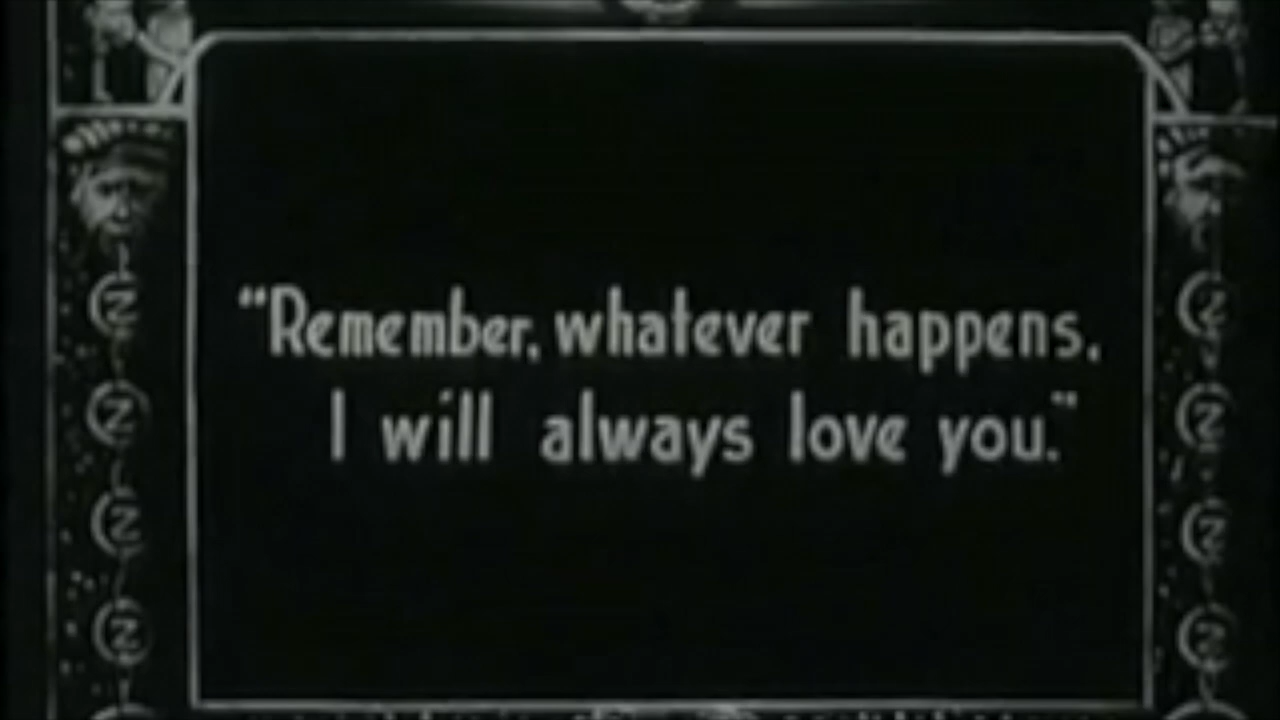 “Remember, whatever happens,
I will always love you.”
Z Z
Z Z
Z Z
Z Z